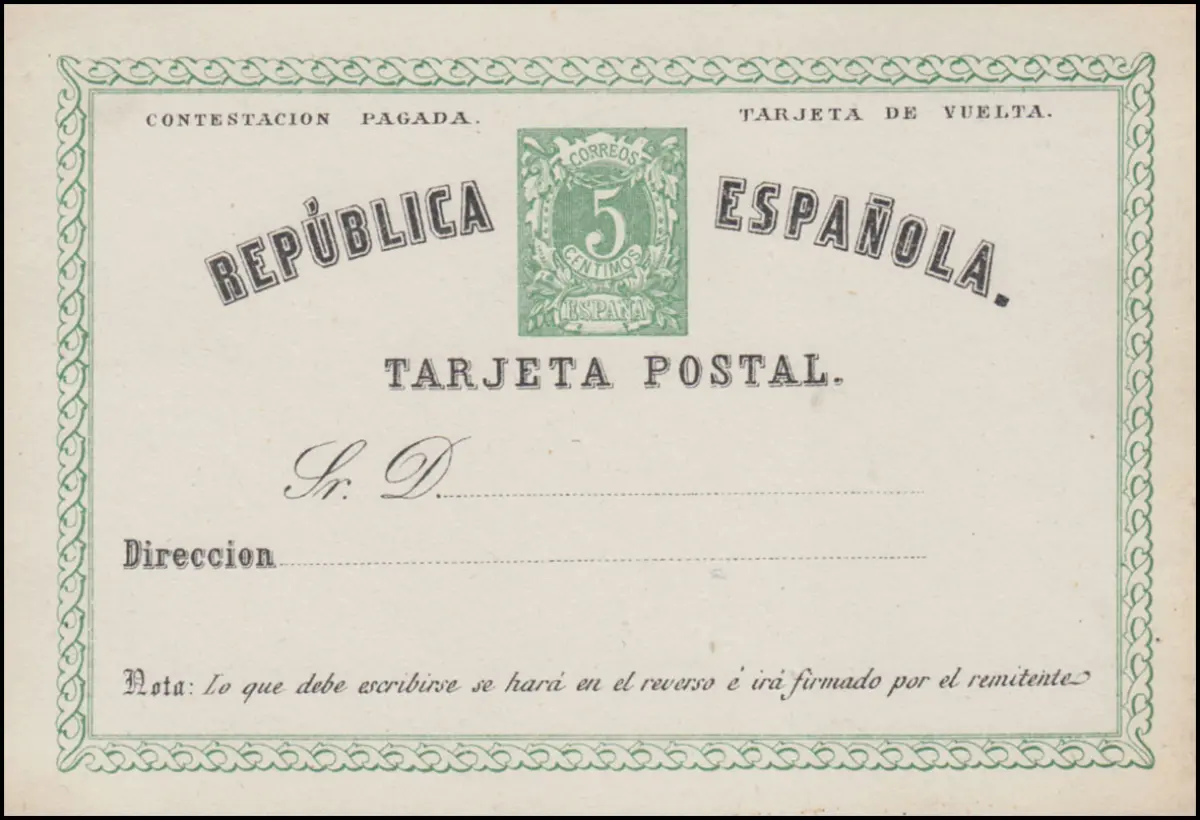 CONTESTACION PAGADA.
TARJETA DE VUELTA.
REPÚBLICA ESPAÑOLA.
CORREOS
5
CENTIMOS
ESPAÑA
TARJETA POSTAL.
Sr. D.
Direccion
Nota: Lo que debe escribirse se hará en el reverso é irá firmado por el remitente